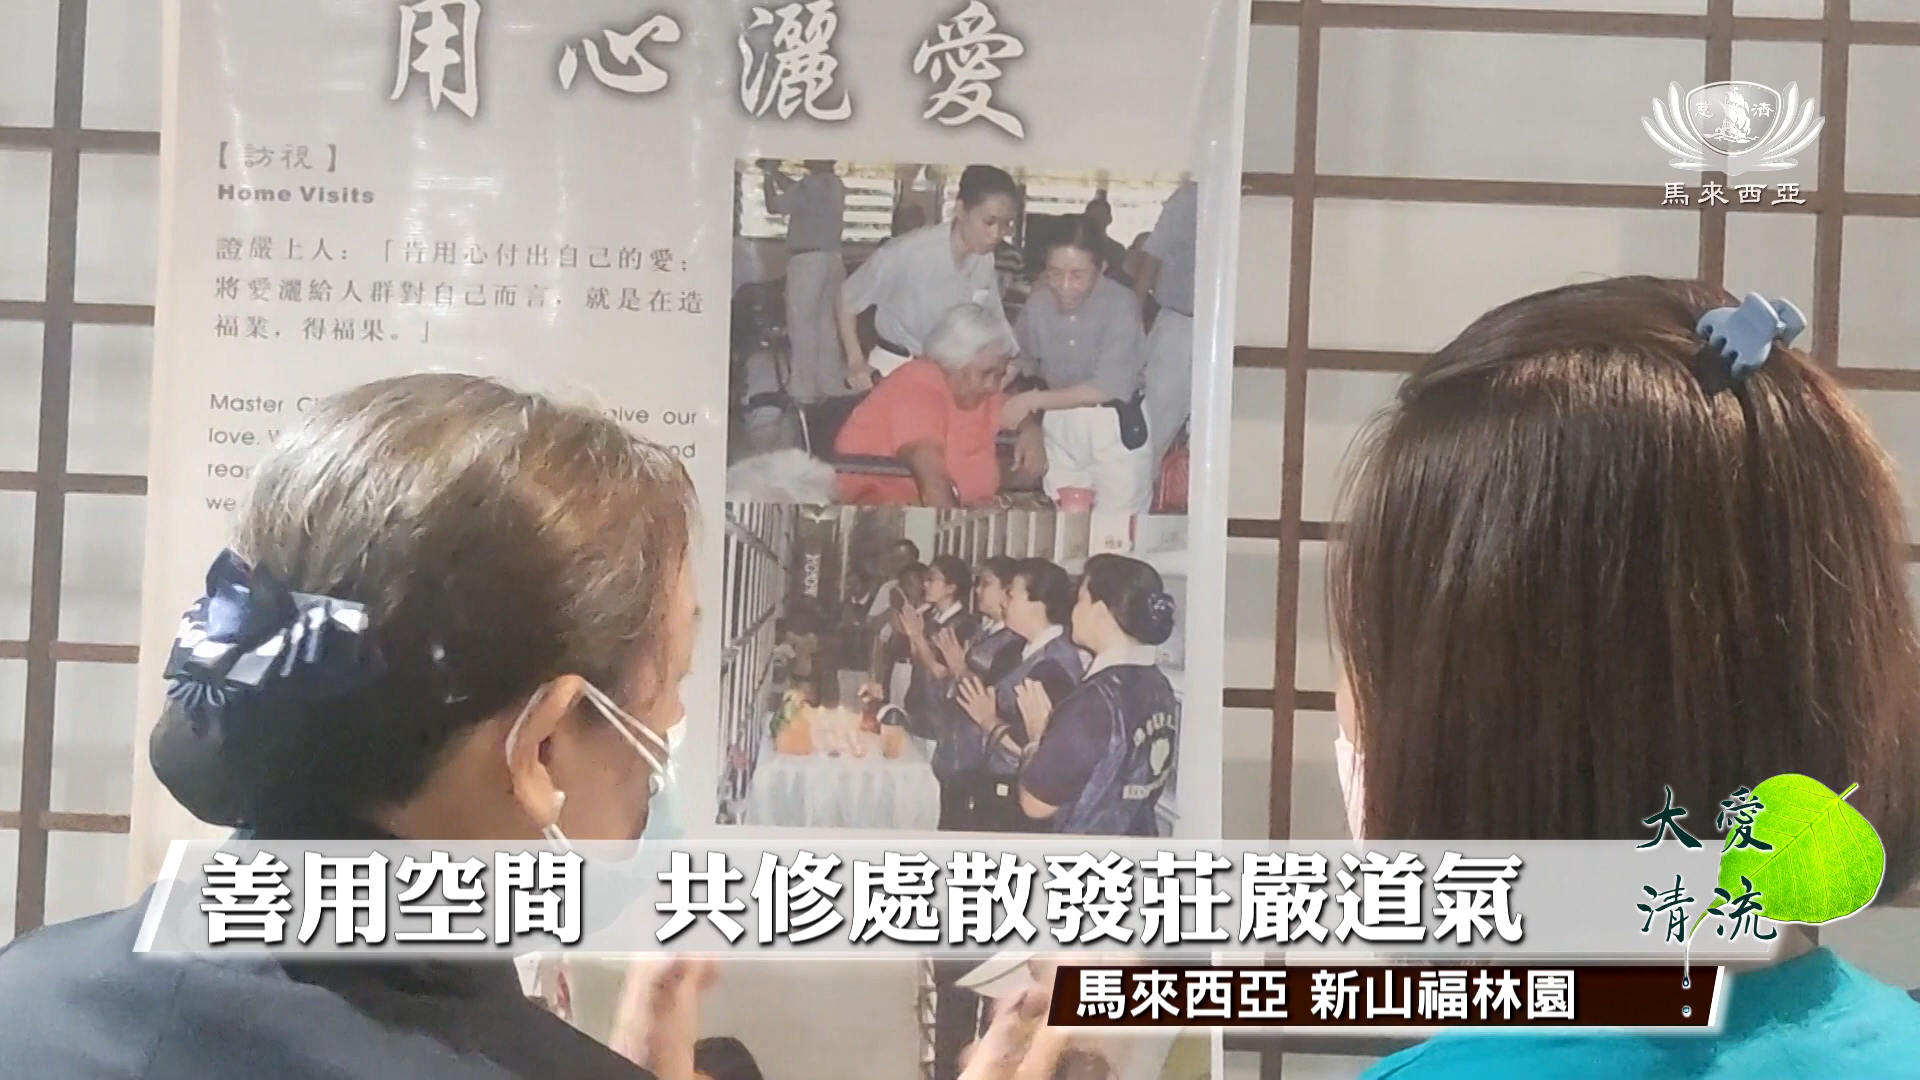 用心灑愛
慈濟
馬來西亞
【訪視】
Home Visits
證嚴上人：「肯用心付出自己的愛；
將愛灑給人群對自己而言，就是在造
福業，得福果。」
Master
give our
love.
we
大愛
清流
善用空間 共修處散發莊嚴道氣
馬來西亞 新山福林園